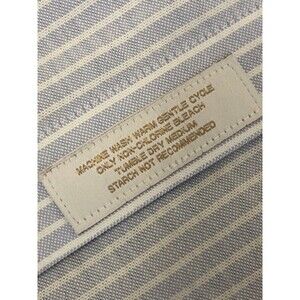 MACHINE WASH WARM GENTLE CYCLE
ONLY NON-CHLORINE BLEACH
TUMBLE DRY MEDIUM
STARCH NOT RECOMMENDED